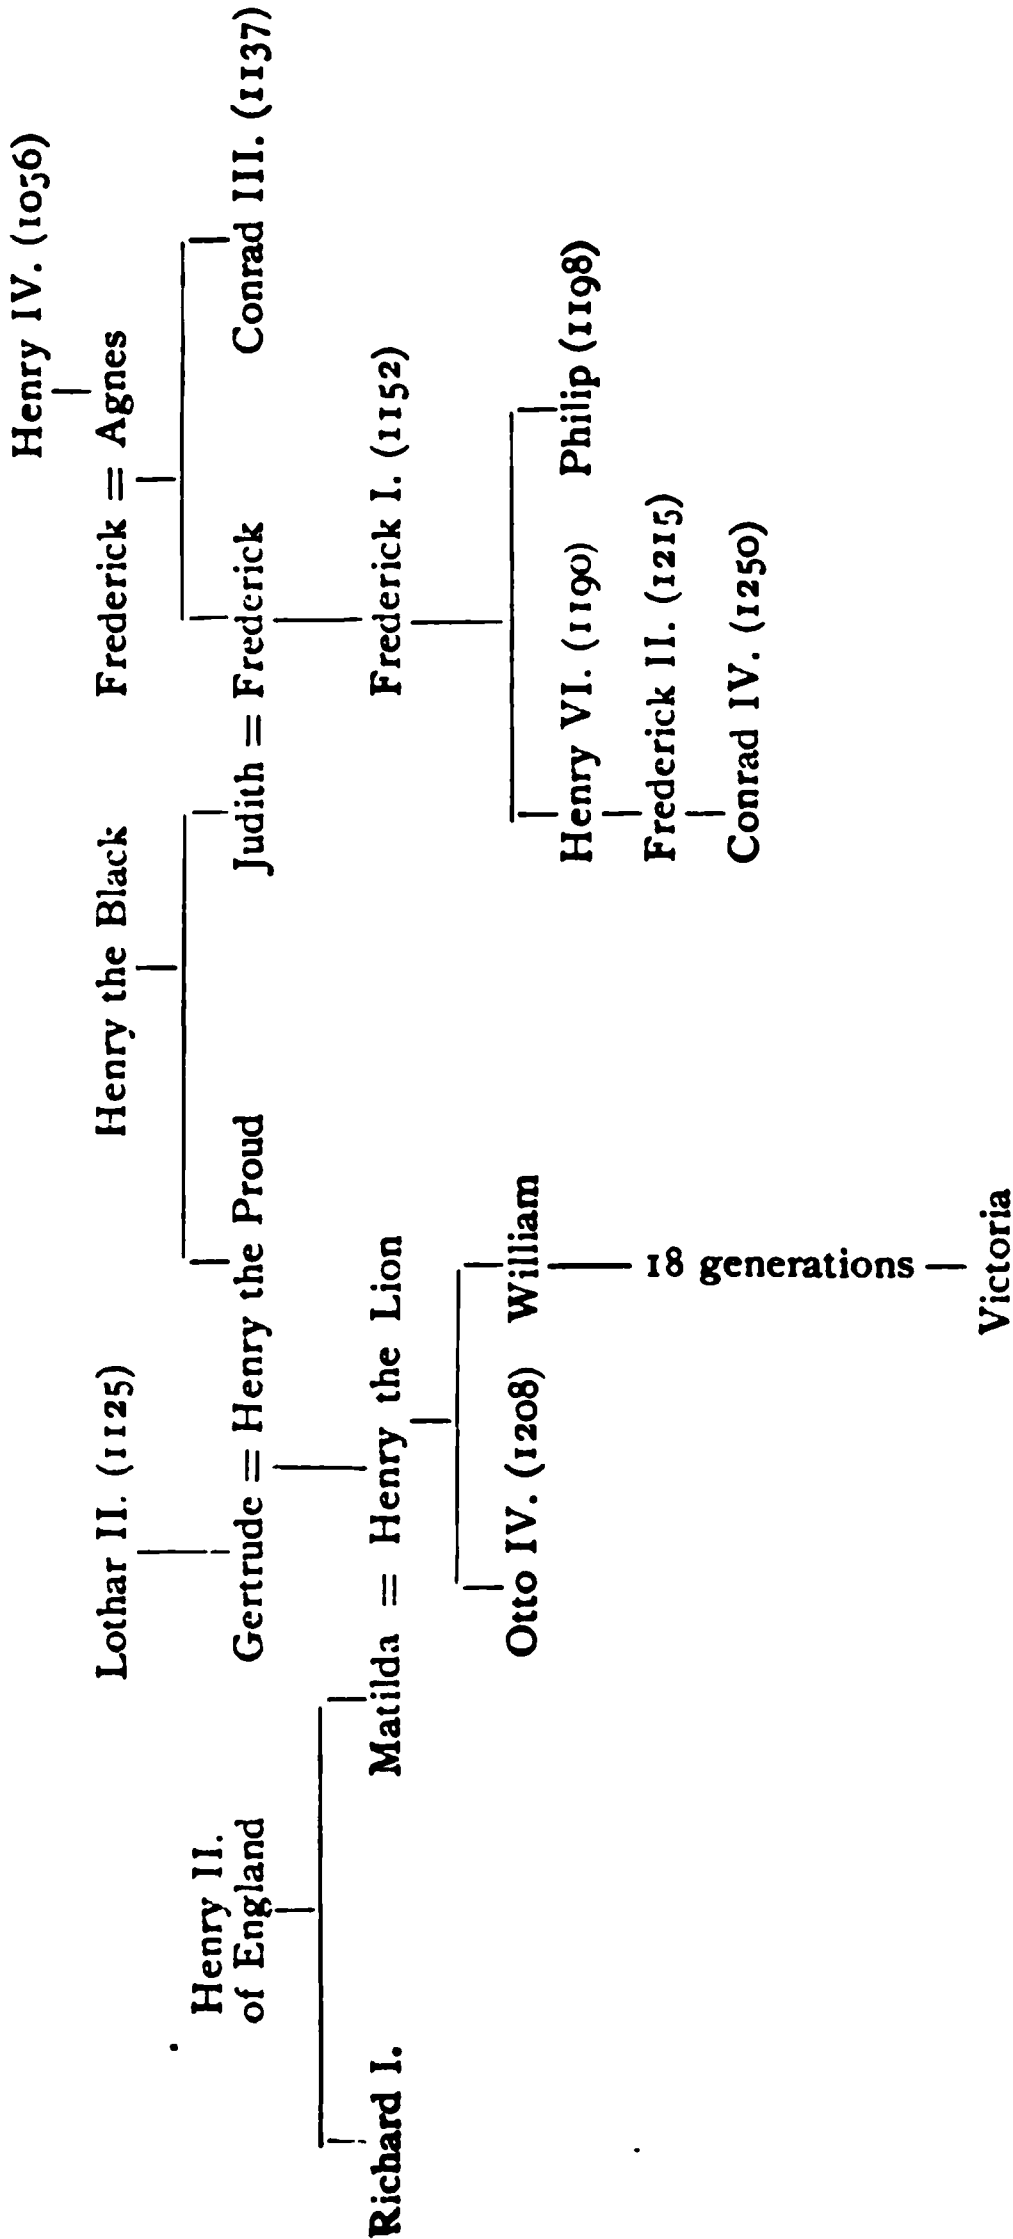 Henry IV. (1056)
Lothar II. (1125) Henry the Black Frederick = Agnes
Henry II.
of England
Gertrude = Henry the Proud Judith = Frederick Conrad III. (1137)
Richard I. Matilda = Henry the Lion Frederick I. (1152)
Otto IV. (1208) William
Henry VI. (1190) Philip (1198)
18 generations Frederick II. (1215)
Conrad IV. (1250)
Victoria